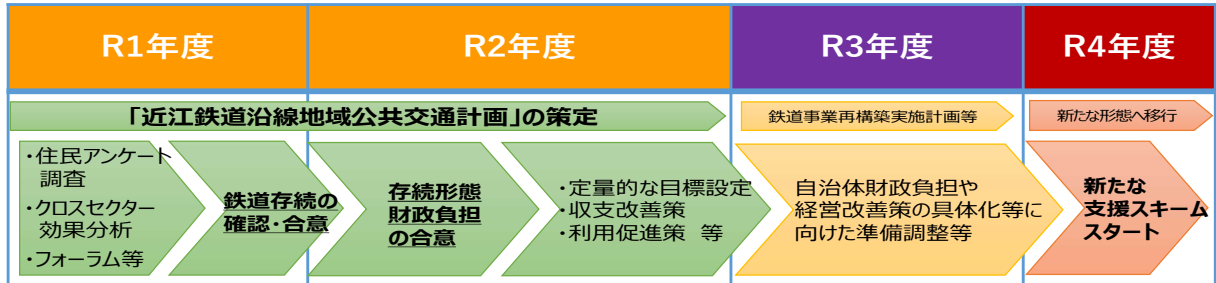 R1年度
R2年度
R3年度
R4年度
「近江鉄道沿線地域公共交通計画」の策定
鉄道事業再構築実施計画等
新たな形態へ移行
・住民アンケート
調査
・クロスセクター
効果分析
・フォーラム等
鉄道存続の
確認・合意
存続形態
財政負担
の合意
・定量的な目標設定
・収支改善策
・利用促進策 等
自治体財政負担や
経営改善策の具体化等に
向けた準備調整等
新たな
支援スキーム
スタート